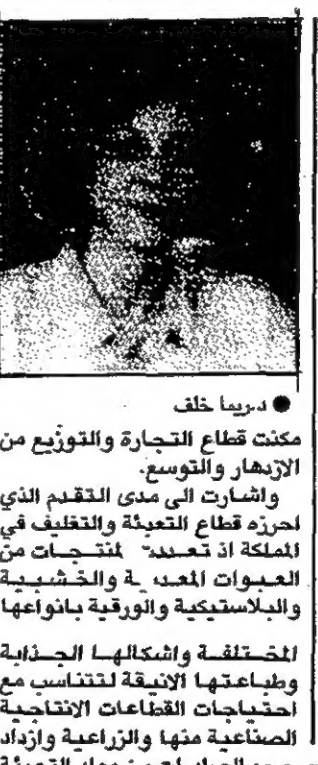 ● د.ريما خلف
مكنت قطاع التجارة والتوزيع من
الازدهار والتوسع.
واشارت الى مدى التقدم الذي
احرزه قطاع التعبئة والتغليف في
المملكة اذ تعددت المنتجات من
العبوات المعدنية والخشبية
والبلاستيكية والورقية بانواعها
المختلفة واشكالها الجذابة
وطباعتها الانيقة لتتناسب مع
احتياجات القطاعات الانتاجية
الصناعية منها والزراعية وازداد